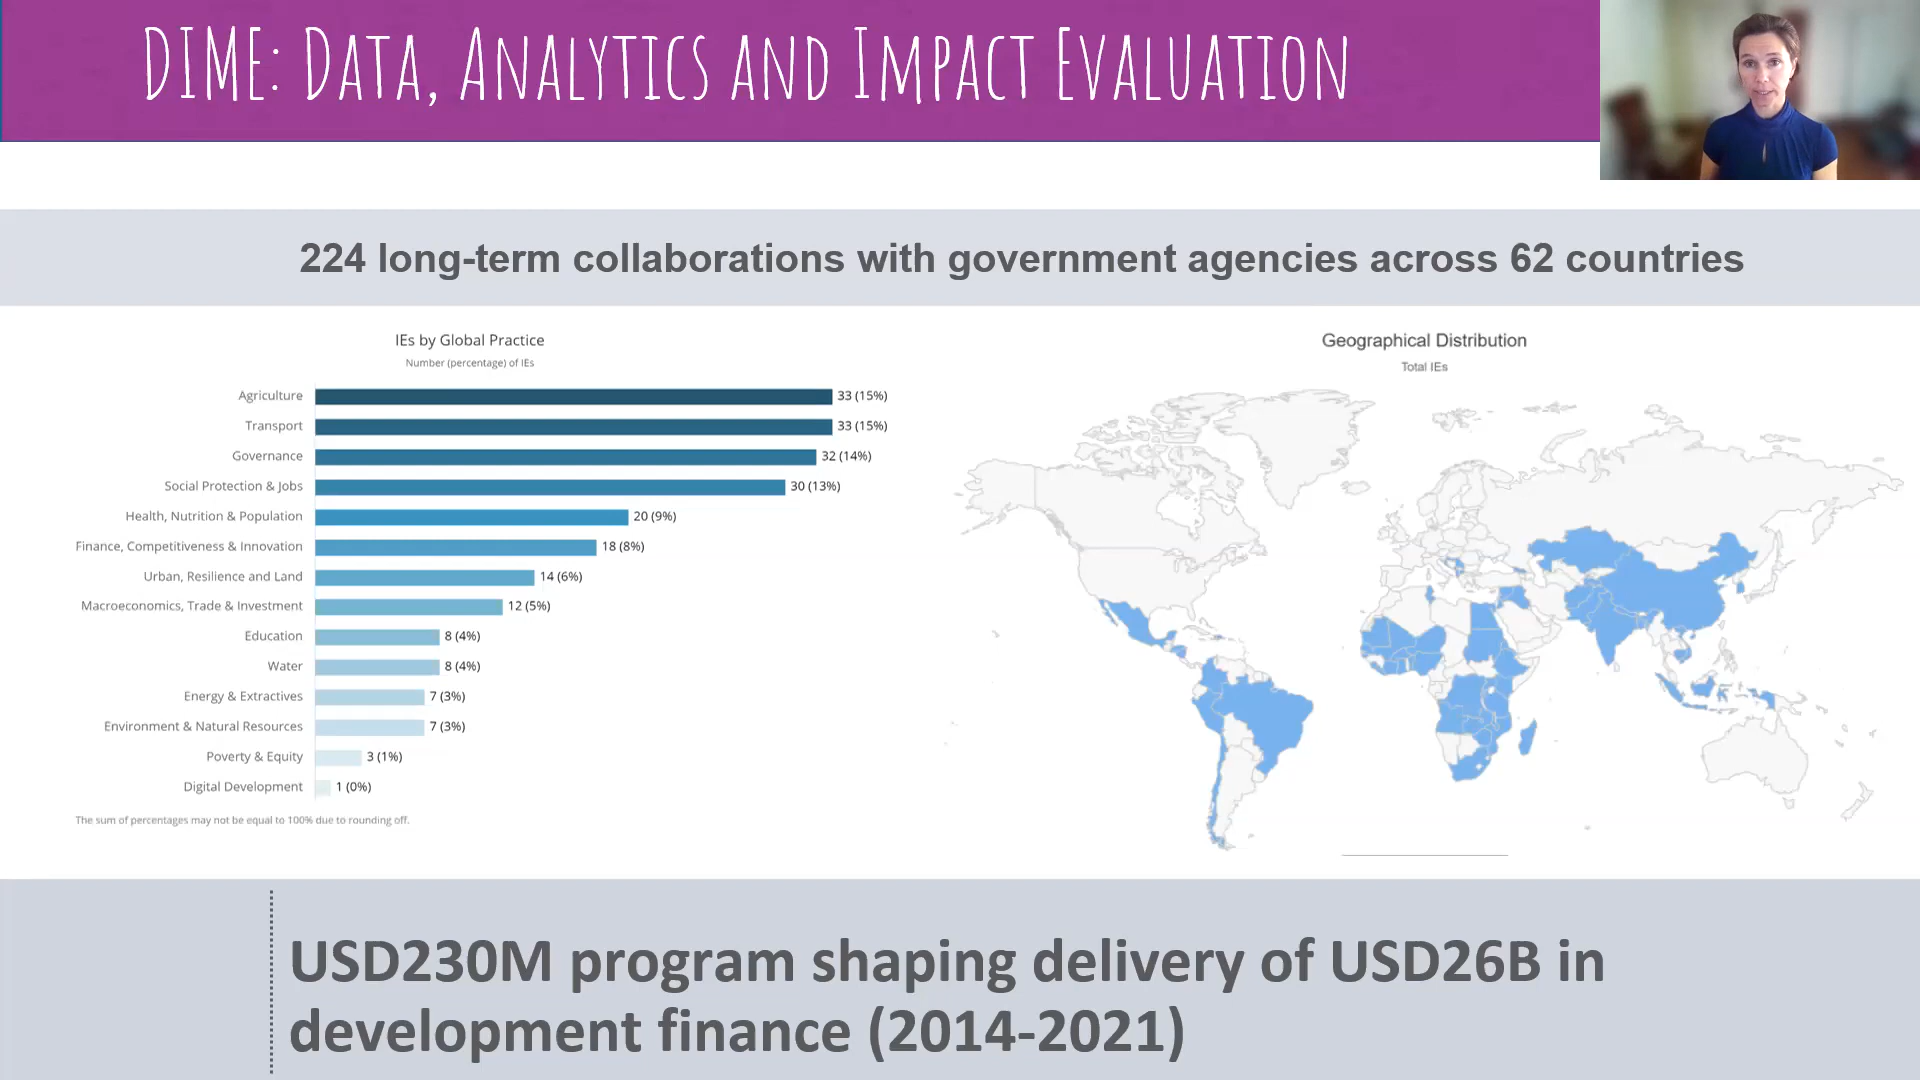 DIME: DATA, ANALYTICS AND IMPACT EVALUATION
224 long-term collaborations with government agencies across 62 countries
IEs by Global Practice
Number (percentage) of IEs
Agriculture 33 (15%)
Transport 33 (15%)
Governance 32 (14%)
Social Protection & Jobs 30 (13%)
Health, Nutrition & Population 20 (9%)
Finance, Competitiveness & Innovation 18 (8%)
Urban, Resilience and Land 14 (6%)
Macroeconomics, Trade & Investment 12 (5%)
Education 8 (4%)
Water 8 (4%)
Energy & Extractives 7 (3%)
Environment & Natural Resources 7 (3%)
Poverty & Equity 3 (1%)
Digital Development 1 (0%)
The sum of percentages may not be equal to 100% due to rounding off.
Geographical Distribution
Total IEs
USD230M program shaping delivery of USD26B in
development finance (2014-2021)